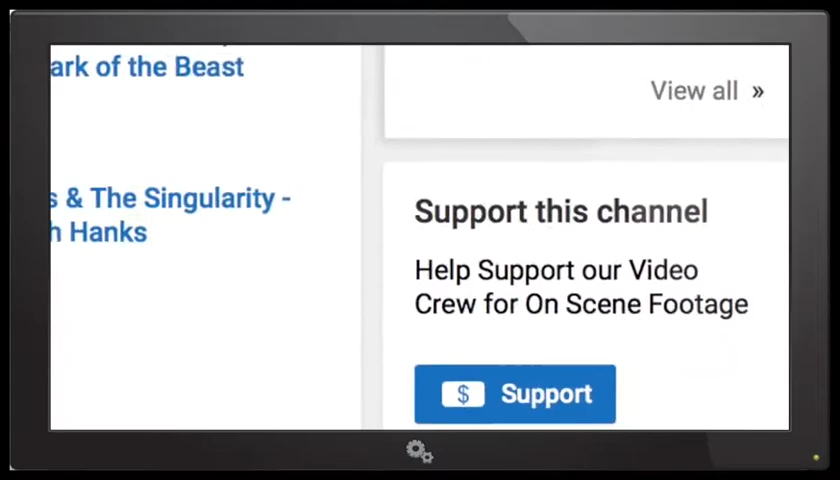 ark of the Beast
View all »
s & The Singularity -
h Hanks
Support this channel
Help Support our Video
Crew for On Scene Footage
$ Support